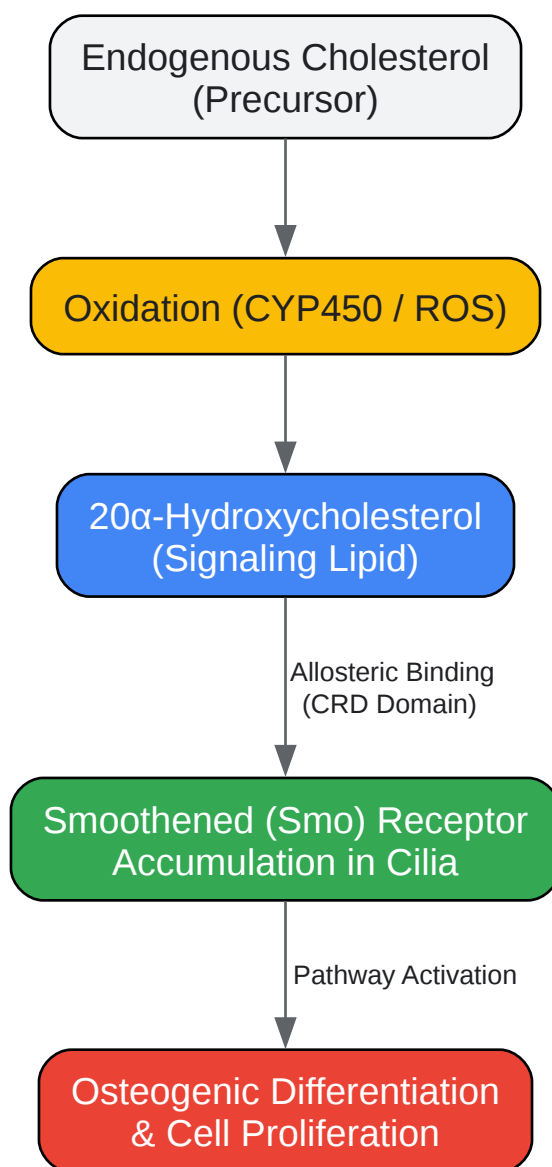 Endogenous Cholesterol
(Precursor)
Oxidation (CYP450 / ROS)
20α-Hydroxycholesterol
(Signaling Lipid)
Allosteric Binding
(CRD Domain)
Smoothened (Smo) Receptor
Accumulation in Cilia
Pathway Activation
Osteogenic Differentiation
& Cell Proliferation